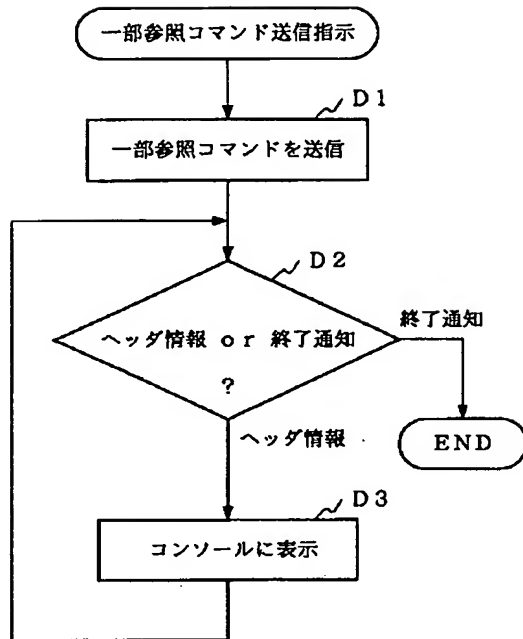 一部参照コマンド送信指示
D1
一部参照コマンドを送信
D2
ヘッダ情報 or 終了通知
?
終了通知
END
ヘッダ情報
D3
コンソールに表示